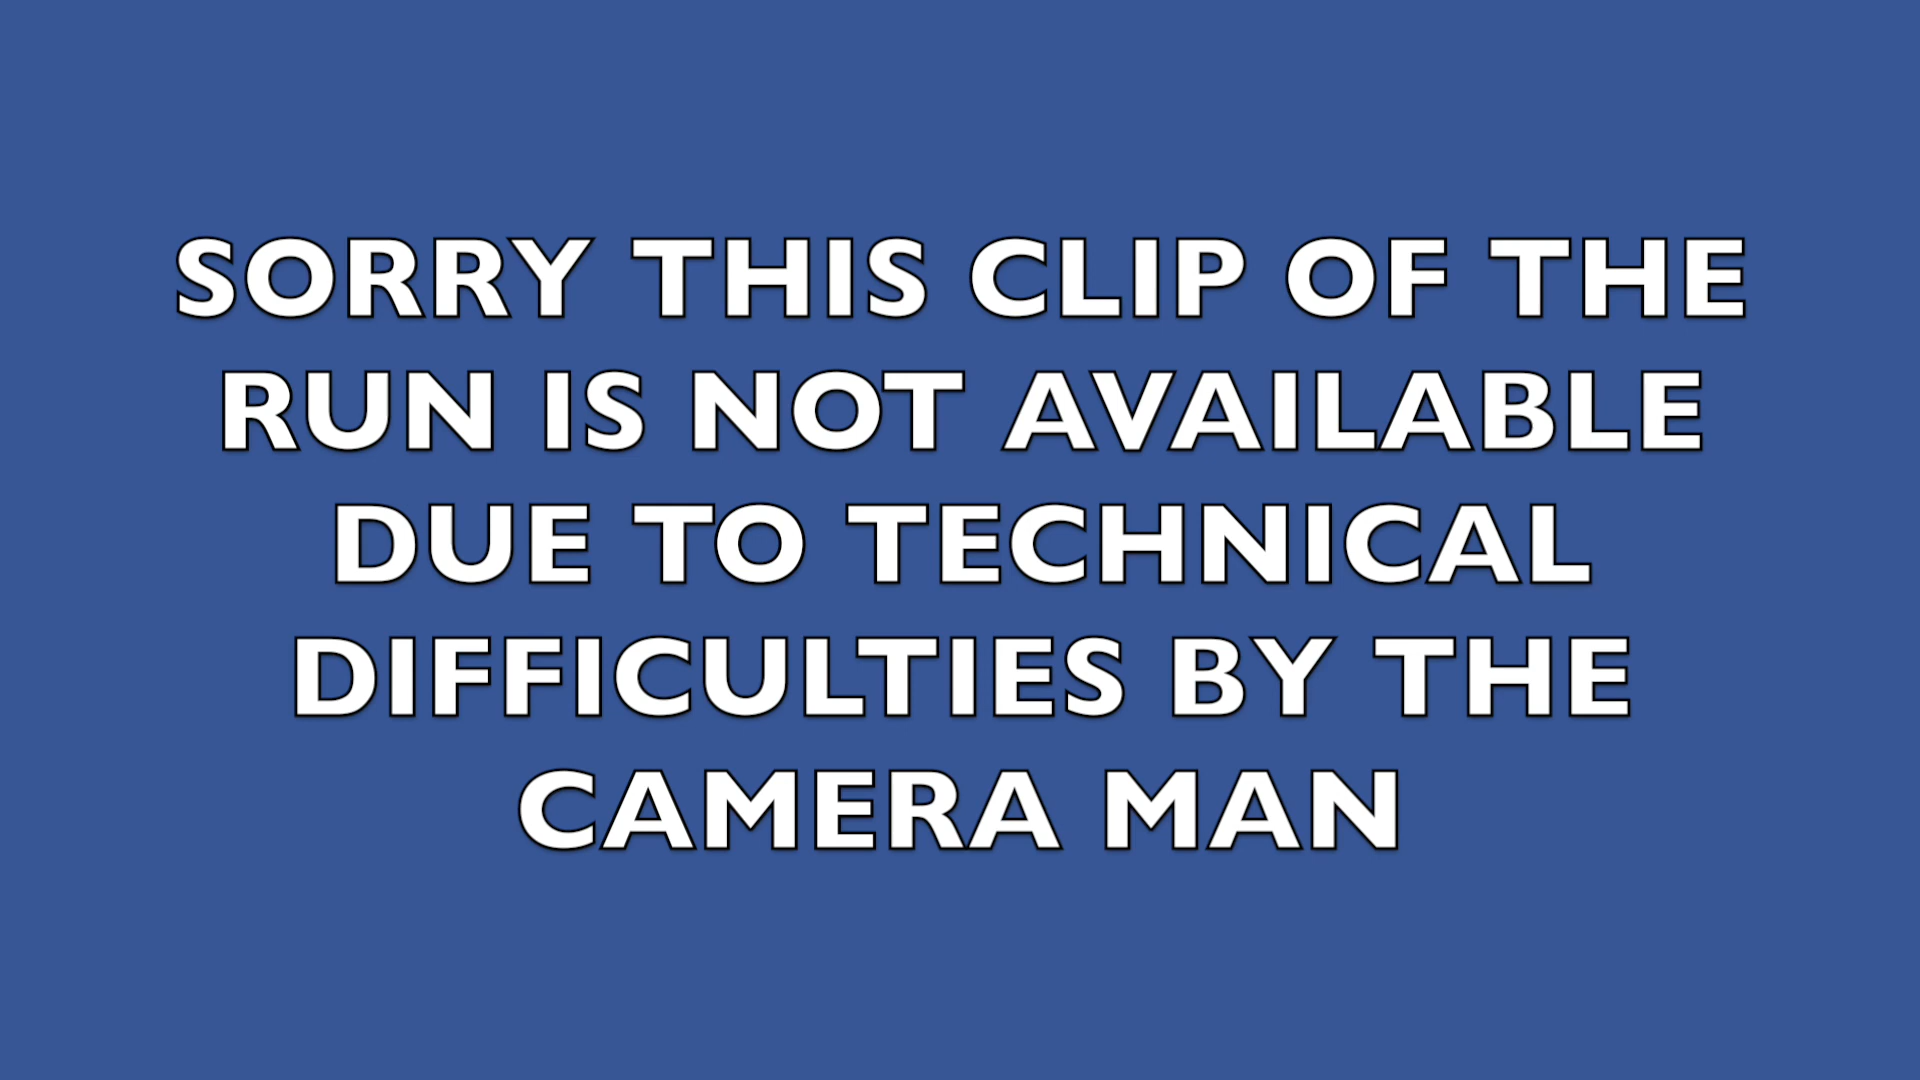 SORRY THIS CLIP OF THE
RUN IS NOT AVAILABLE
DUE TO TECHNICAL
DIFFICULTIES BY THE
CAMERA MAN